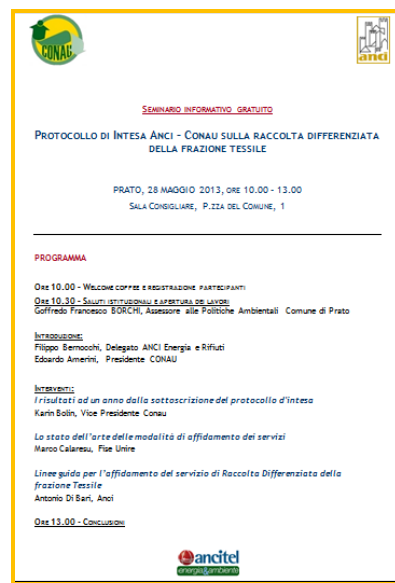 CONAU
anci
SEMINARIO INFORMATIVO GRATUITO
PROTOCOLLO DI INTESA ANCI - CONAU SULLA RACCOLTA DIFFERENZIATA
DELLA FRAZIONE TESSILE
PRATO, 28 MAGGIO 2013, ORE 10.00 - 13.00
SALA CONSIGLIARE, P.ZZA DEL COMUNE, 1
PROGRAMMA
ORE 10.00 - WELCOME COFFEE E REGISTRAZIONE PARTECIPANTI
ORE 10.30 - SALUTI ISTITUZIONALI E APERTURA DEI LAVORI
Goffredo Francesco BORCHI, Assessore alle Politiche Ambientali Comune di Prato
INTRODUZIONE:
Filippo Bernocchi, Delegato ANCI Energia e Rifiuti
Edoardo Amerini, Presidente CONAU
INTERVENTI:
I risultati ad un anno dalla sottoscrizione del protocollo d'intesa
Karin Bolin, Vice Presidente Conau
Lo stato dell'arte delle modalità di affidamento dei servizi
Marco Calaresu, Fise Unire
Linee guida per l'affidamento del servizio di Raccolta Differenziata della
frazione Tessile
Antonio Di Bari, Anci
ORE 13.00 - CONCLUSIONI
ancitel
energia&ambiente